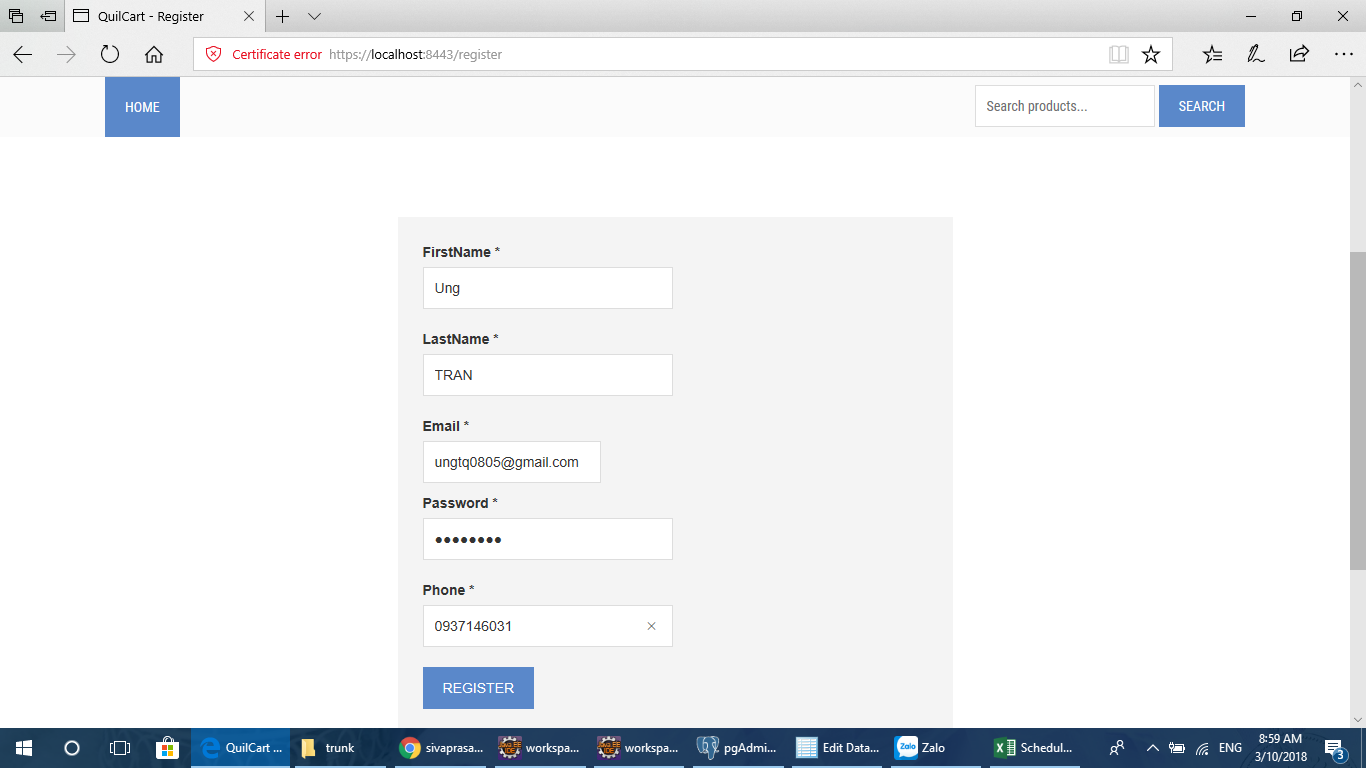 QuilCart - Register
Certificate error https://localhost:8443/register
HOME
Search products...
SEARCH
FirstName *
Ung
LastName *
TRAN
Email *
ungtq0805@gmail.com
Password *
••••••••
Phone *
0937146031
REGISTER
QuilCart ...
trunk
sivaprasa...
workspa...
workspa...
pgAdmi...
Edit Data...
Zalo
Zalo
Schedul...
ENG
8:59 AM
3/10/2018
3